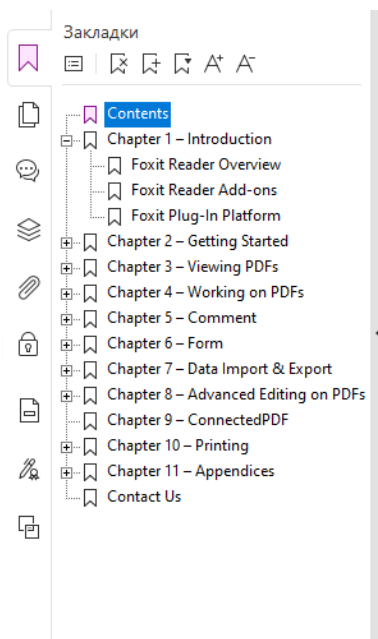 Закладки
Contents
Chapter 1 – Introduction
Foxit Reader Overview
Foxit Reader Add-ons
Foxit Plug-In Platform
Chapter 2 – Getting Started
Chapter 3 – Viewing PDFs
Chapter 4 – Working on PDFs
Chapter 5 – Comment
Chapter 6 – Form
Chapter 7 – Data Import & Export
Chapter 8 – Advanced Editing on PDFs
Chapter 9 – ConnectedPDF
Chapter 10 – Printing
Chapter 11 – Appendices
Contact Us